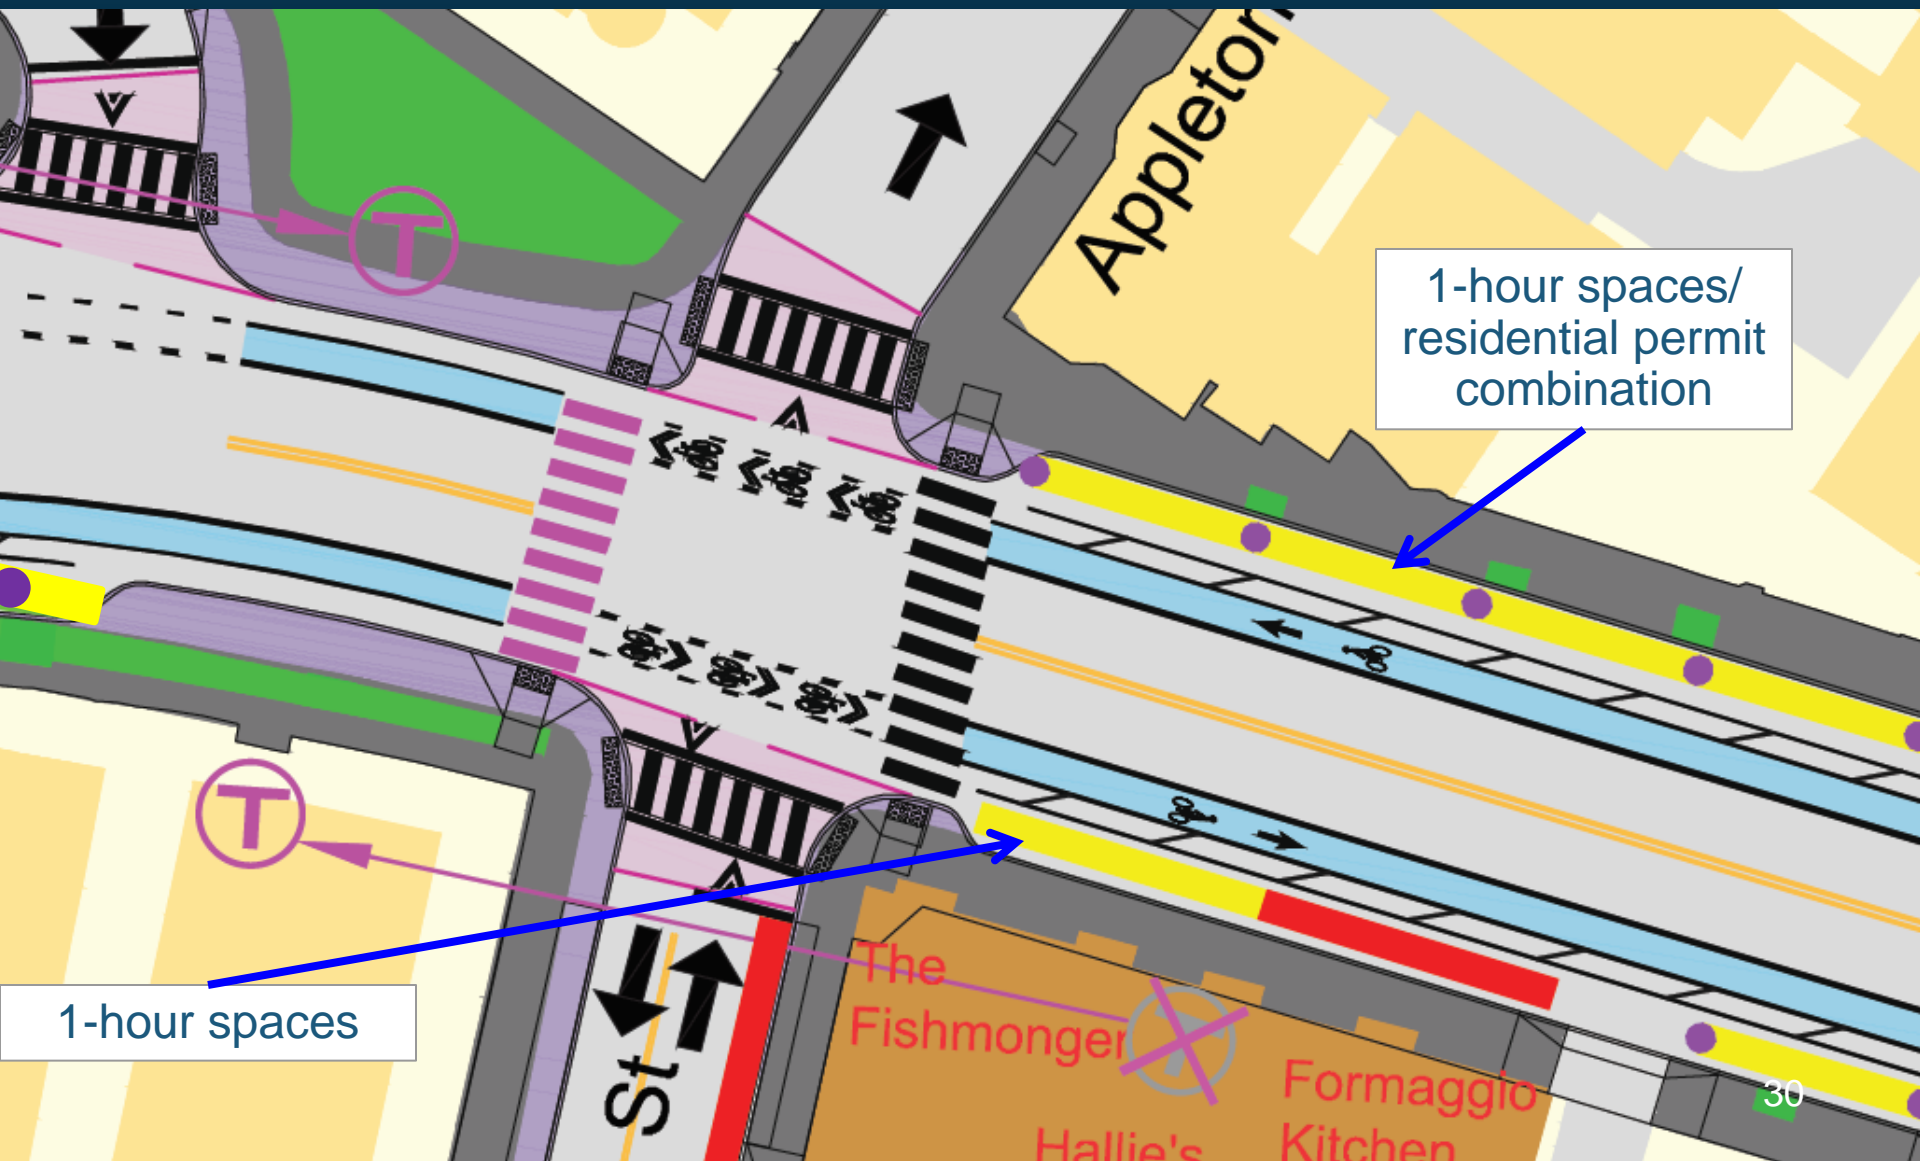 Appleton
1-hour spaces/
residential permit
combination
T
T
1-hour spaces
St
The
Fishmonger
T
Formaggio
Kitchen
Hallie's
30